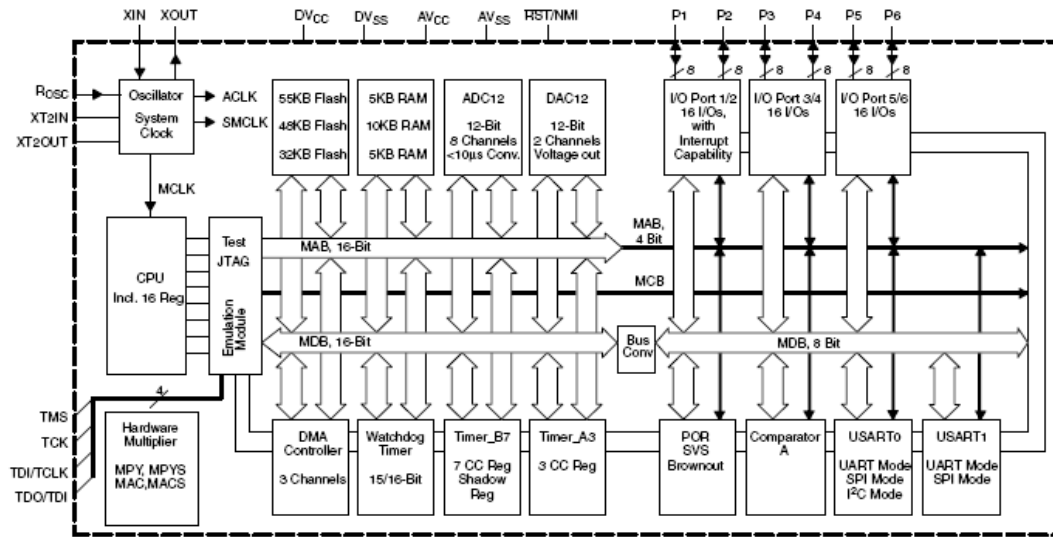 XIN XOUT DVCC DVSS AVCC AVSS RST/NMI P1 P2 P3 P4 P5 P6
8 8 8 8 8 8
ROSC
XT2IN
XT2OUT
Oscillator
System
Clock
ACLK
SMCLK
MCLK
55KB Flash
48KB Flash
32KB Flash
5KB RAM
10KB RAM
5KB RAM
ADC12
12-Bit
8 Channels
<10μs Conv.
DAC12
12-Bit
2 Channels
Voltage out
I/O Port 1/2
16 I/Os,
with
Interrupt
Capability
I/O Port 3/4
16 I/Os
I/O Port 5/6
16 I/Os
CPU
Incl. 16 Reg
Test
JTAG
Emulation
Module
MAB, 16-Bit
MAB,
4 Bit
MCB
MDB, 16-Bit
Bus
Conv
MDB, 8 Bit
4
TMS
TCK
TDI/TCLK
TDO/TDI
Hardware
Multiplier
MPY, MPYS
MAC,MACS
DMA
Controller
3 Channels
Watchdog
Timer
15/16-Bit
Timer_B7
7 CC Reg
Shadow
Reg
Timer_A3
3 CC Reg
POR
SVS
Brownout
Comparator
A
USART0
UART Mode
SPI Mode
I²C Mode
USART1
UART Mode
SPI Mode